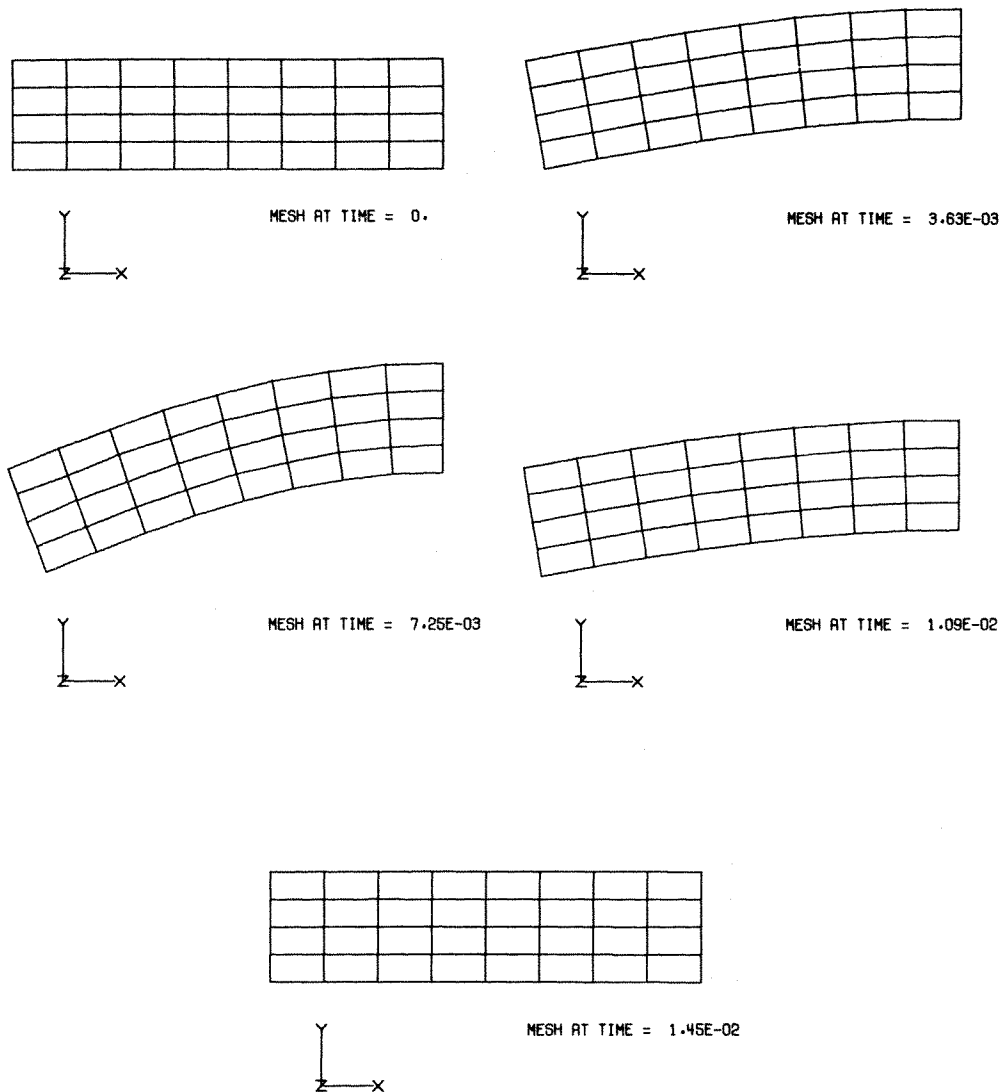 MESH AT TIME = 0.
Y
Z X
MESH AT TIME = 3.63E-03
Y
Z X
MESH AT TIME = 7.25E-03
Y
Z X
MESH AT TIME = 1.09E-02
Y
Z X
MESH AT TIME = 1.45E-02
Y
Z X